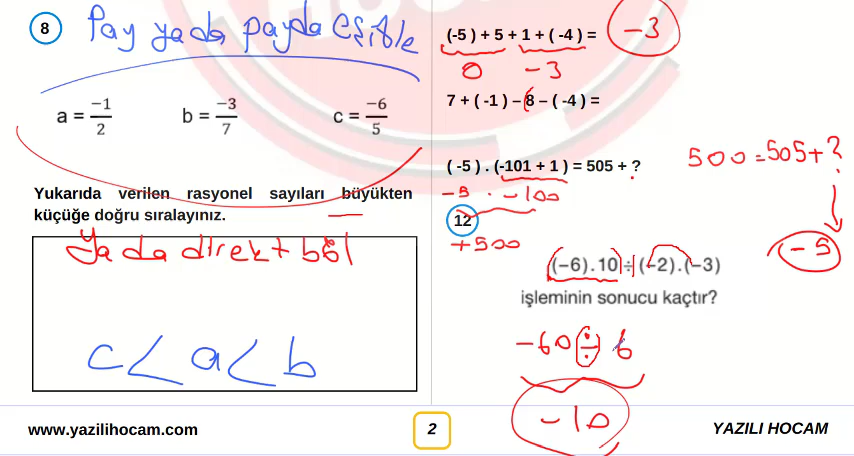 8
Pay yada payda eşitle
a = -1/2 b = -3/7 c = -6/5
Yukarıda verilen rasyonel sayıları büyükten
küçüğe doğru sıralayınız.
Ya da direkt böl
c < a < b
(-5 ) + 5 + 1 + ( -4 ) = -3
0 -3
7 + ( -1 ) – 8 – ( -4 ) =
( -5 ) . ( -101 + 1 ) = 505 + ?
-5 . -100
12
+500
500 = 505 + ?
-5
(-6) . 10 ÷ (-2) . (-3)
işleminin sonucu kaçtır?
-60 ÷ 6
-10
www.yazilihocam.com
2
YAZILI HOCAM